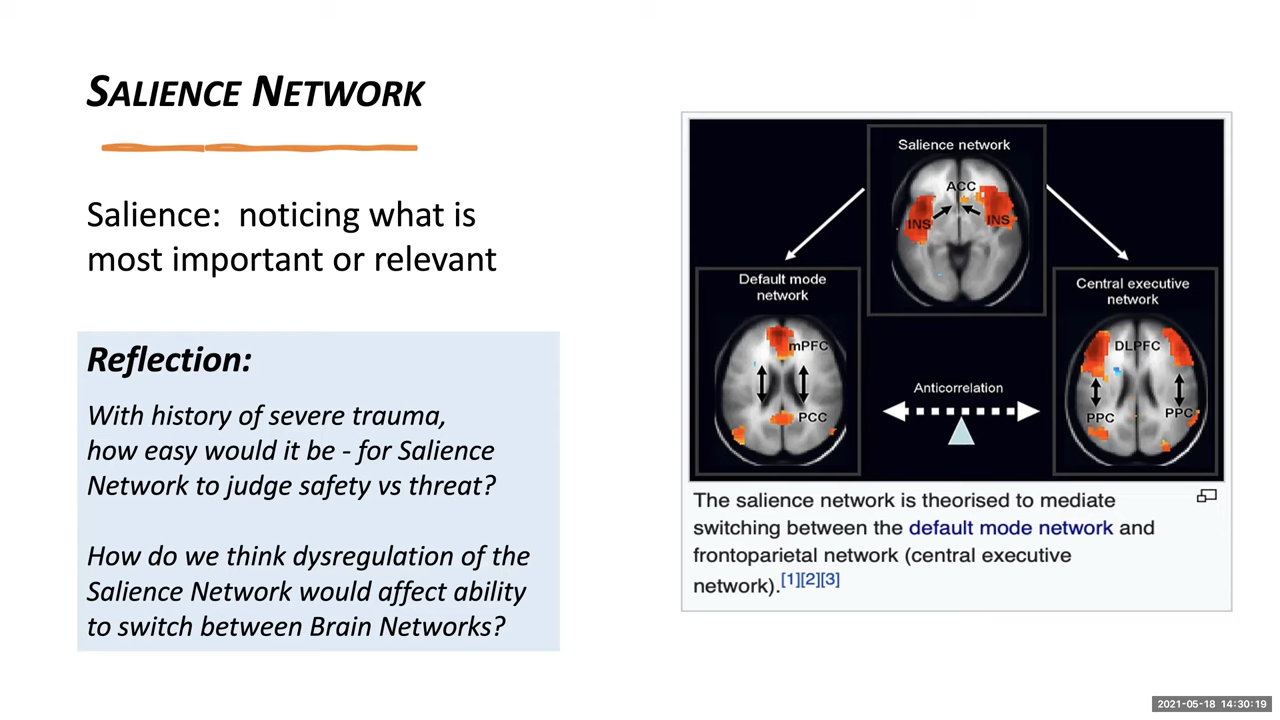 SALIENCE NETWORK
Salience:  noticing what is
most important or relevant
Reflection:
With history of severe trauma,
how easy would it be - for Salience
Network to judge safety vs threat?
How do we think dysregulation of the
Salience Network would affect ability
to switch between Brain Networks?
Salience network
ACC
INS
INS
Default mode
network
mPFC
PCC
Anticorrelation
Central executive
network
DLPFC
PPC
PPC
The salience network is theorised to mediate
switching between the default mode network and
frontoparietal network (central executive
network).[1][2][3]
2021-05-18 14:30:19